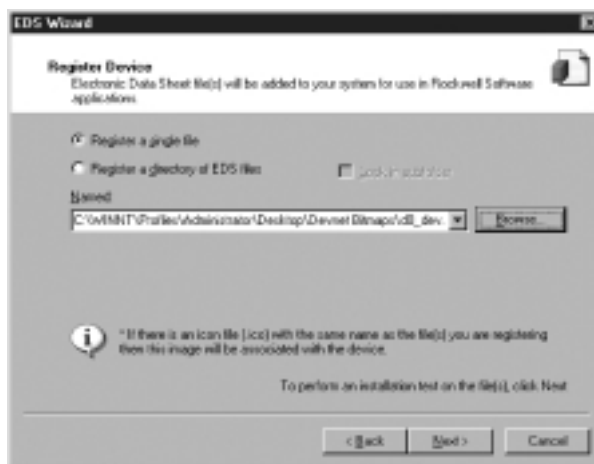 EDS Wizard
Register Device
Electronic Data Sheet file(s) will be added to your system for use in Rockwell Software
applications.
Register a single file
Register a directory of EDS files
Look in subfolders
Named:
C:\WINNT\Profiles\Administrator\Desktop\Devnet Bitmaps\
Browse...
* If there is an icon file (.ico) with the same name as the file(s) you are registering
then this image will be associated with the device.
To perform an installation test on the file(s), click Next
< Back
Next >
Cancel